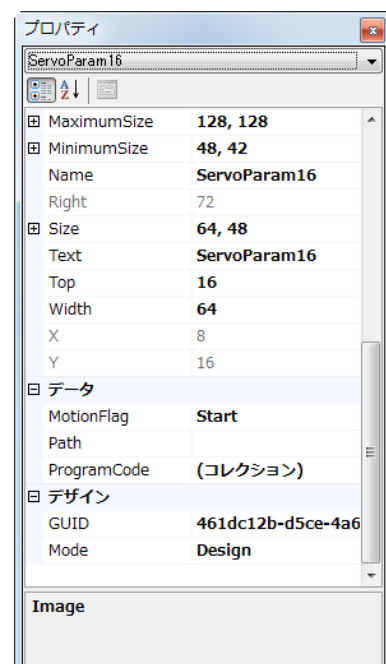 プロパティ
ServoParam16
MaximumSize 128, 128
MinimumSize 48, 42
Name ServoParam16
Right 72
Size 64, 48
Text ServoParam16
Top 16
Width 64
X 8
Y 16
データ
MotionFlag Start
Path
ProgramCode (コレクション)
デザイン
GUID 461dc12b-d5ce-4a6
Mode Design
Image